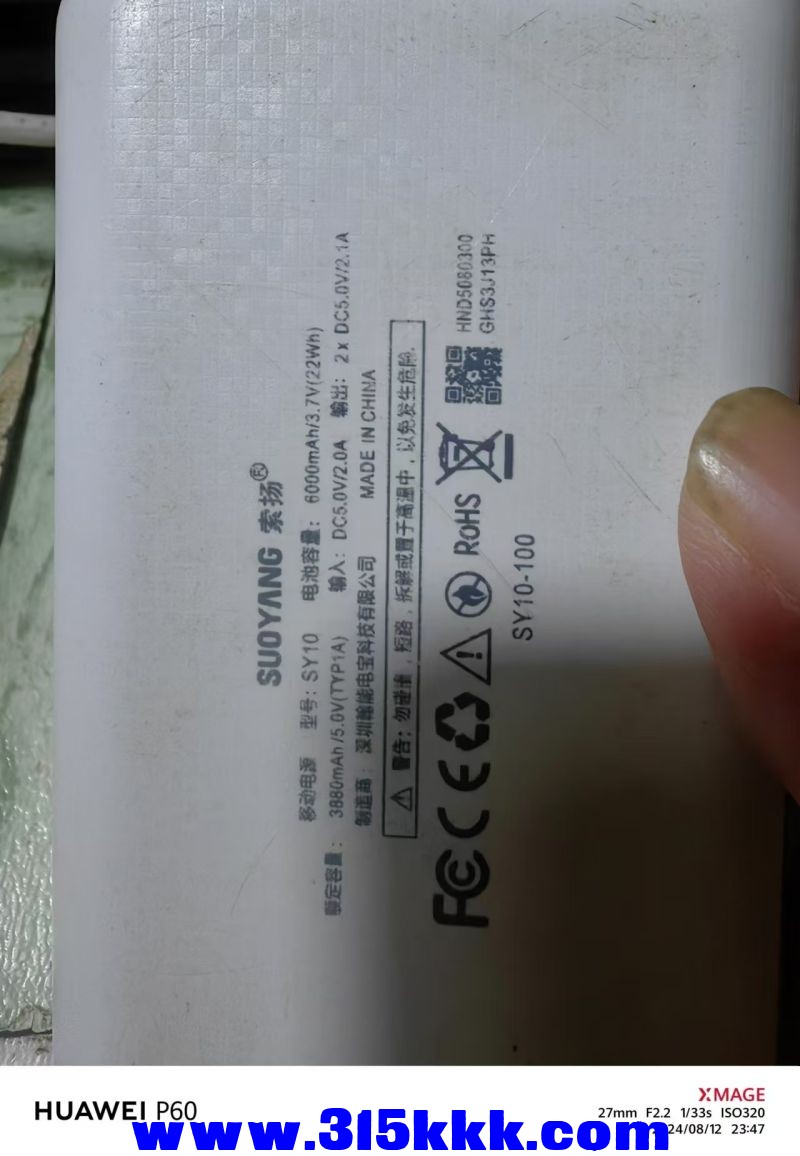 SUOYANG 索扬®
移动电源 型号：SY10 电池容量：6000mAh/3.7V(22Wh)
额定容量：3880mAh/5.0V(TYP1A) 输入：DC5.0V/2.0A 输出：2 x DC5.0V/2.1A
制造商：深圳翰能电宝科技有限公司 MADE IN CHINA
警告：勿碰撞，短路，拆解或置于高温中，以免发生危险.
FC CE RoHS
HND5080300
GHS3J13PH
SY10-100
HUAWEI P60
XMAGE
27mm F2.2 1/33s ISO320
24/08/12 23:47
www.315kkk.com